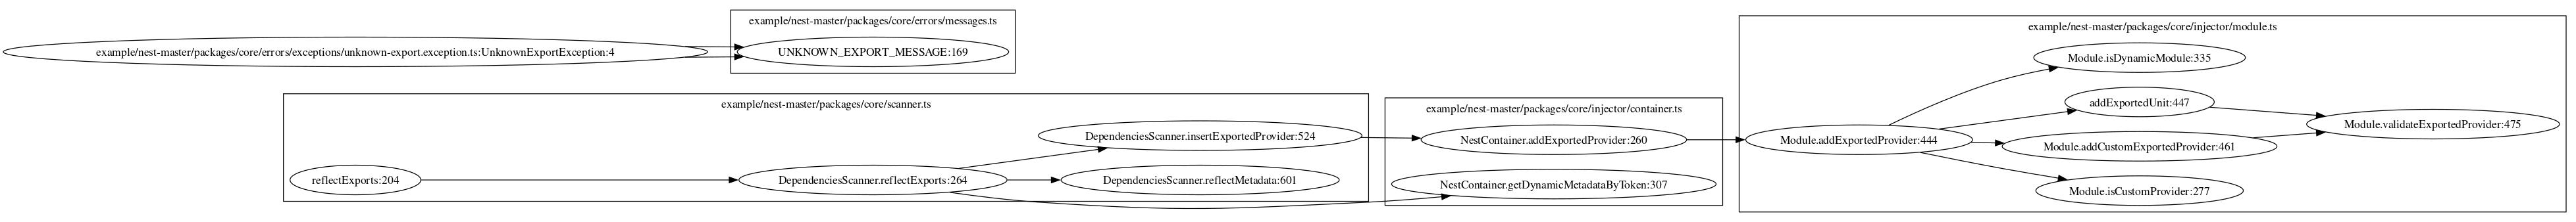 example/nest-master/packages/core/errors/messages.ts
example/nest-master/packages/core/errors/exceptions/unknown-export.exception.ts:UnknownExportException:4
UNKNOWN_EXPORT_MESSAGE:169
example/nest-master/packages/core/scanner.ts
reflectExports:204
DependenciesScanner.reflectExports:264
DependenciesScanner.insertExportedProvider:524
DependenciesScanner.reflectMetadata:601
example/nest-master/packages/core/injector/container.ts
NestContainer.addExportedProvider:260
NestContainer.getDynamicMetadataByToken:307
example/nest-master/packages/core/injector/module.ts
Module.addExportedProvider:444
Module.isDynamicModule:335
addExportedUnit:447
Module.addCustomExportedProvider:461
Module.isCustomProvider:277
Module.validateExportedProvider:475